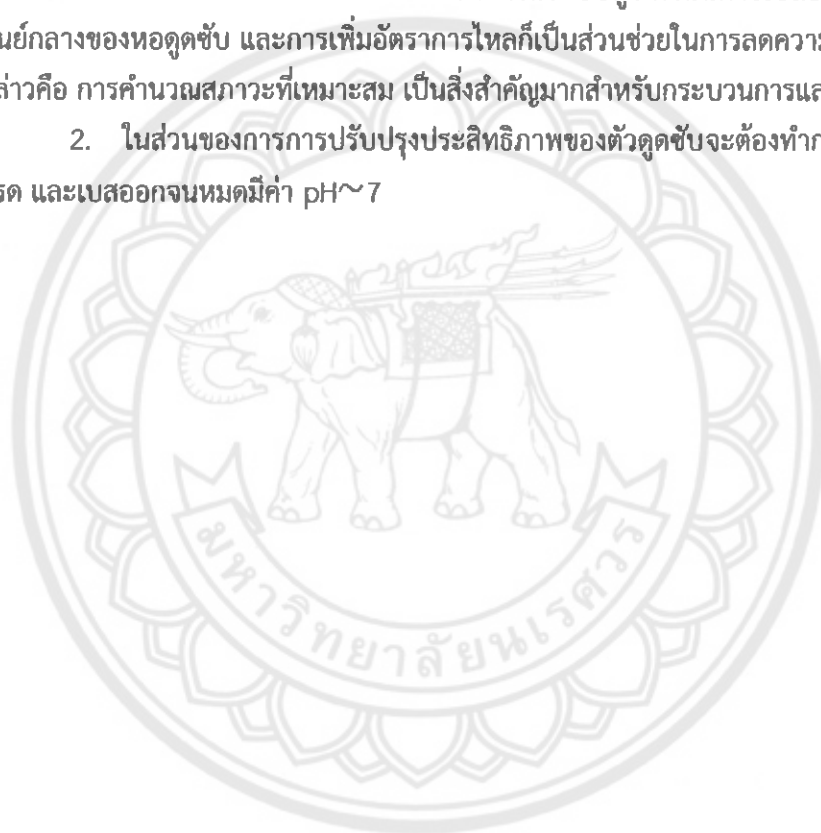 นย์กลางของหอดูดซับ และการเพิ่มอัตราการไหลก็เป็นส่วนช่วยในการลดความ
ล่าวคือ การคำนวณสภาวะที่เหมาะสม เป็นสิ่งสำคัญมากสำหรับกระบวนการแล
2. ในส่วนของการการปรับปรุงประสิทธิภาพของตัวดูดซับจะต้องทำก
รด และเบสออกจนหมดมีค่า pH~7
มหาวิทยาลัยนเรศวร